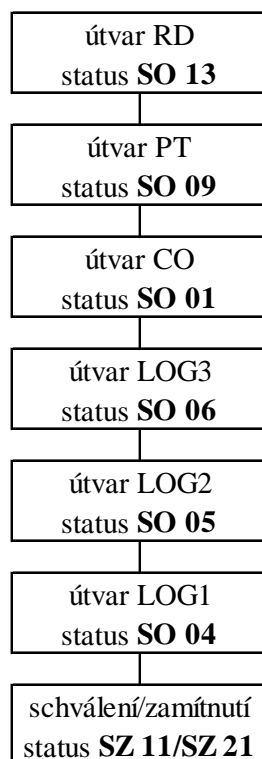 útvar RD
status SO 13
útvar PT
status SO 09
útvar CO
status SO 01
útvar LOG3
status SO 06
útvar LOG2
status SO 05
útvar LOG1
status SO 04
schválení/zamítnutí
status SZ 11/SZ 21